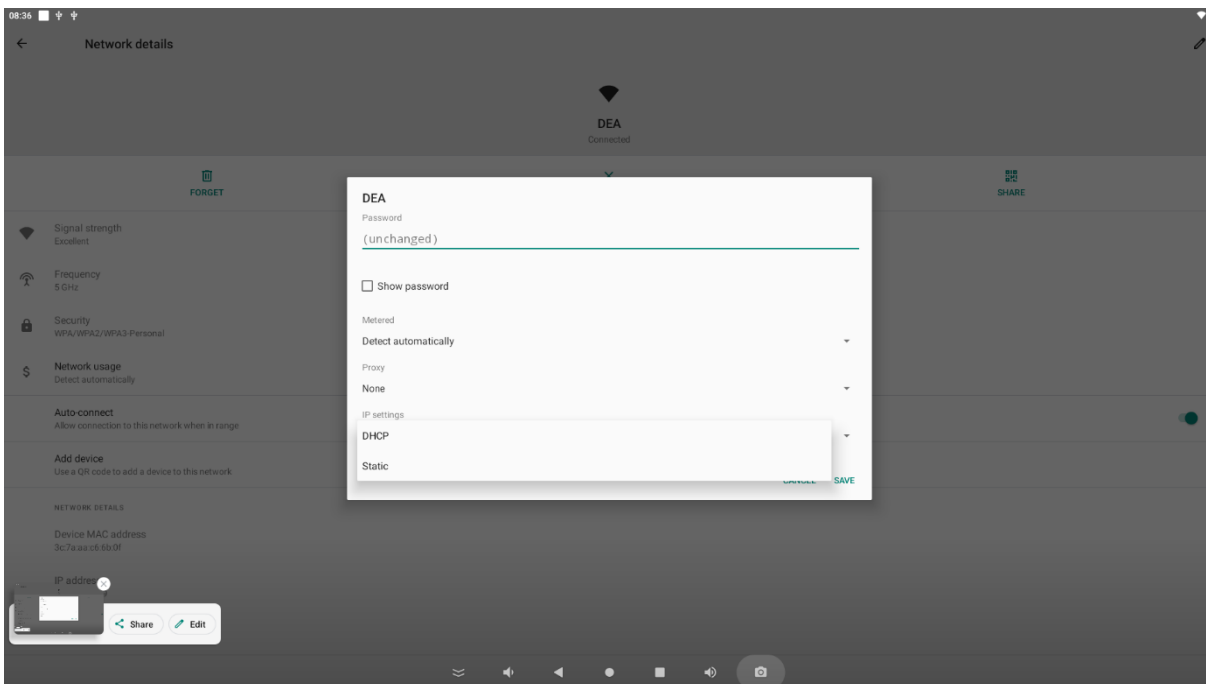 08:36
Network details
DEA
Connected
FORGET
SHARE
Signal strength
Excellent
Frequency
5 GHz
Security
WPA/WPA2/WPA3-Personal
Network usage
Detect automatically
Auto-connect
Allow connection to this network when in range
Add device
Use a QR code to add a device to this network
NETWORK DETAILS
Device MAC address
3c:7a:aa:c6:6b:0f
IP address
DEA
Password
(unchanged)
Show password
Metered
Detect automatically
Proxy
None
IP settings
DHCP
Static
CANCEL SAVE
Share Edit